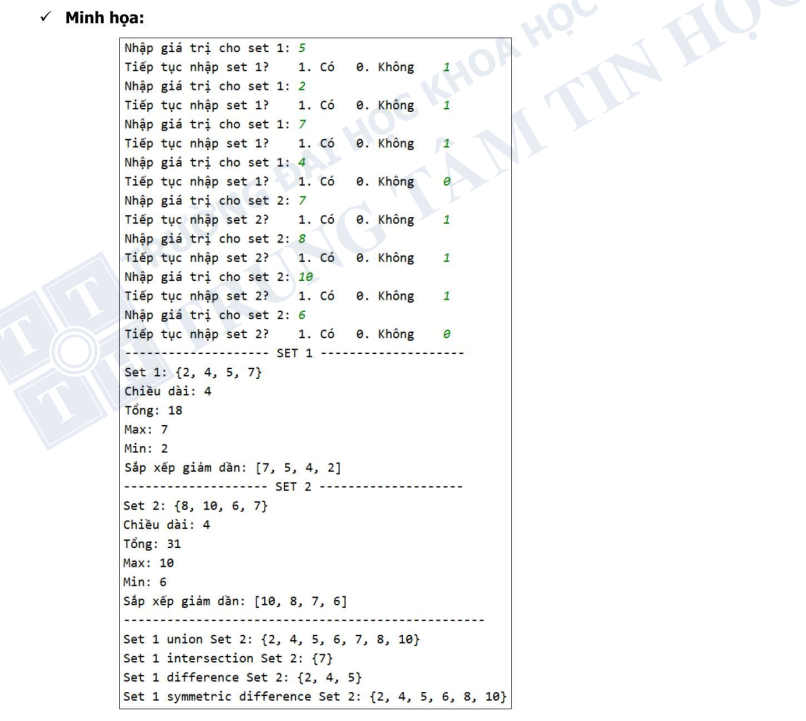 ✓ Minh họa:
Nhập giá trị cho set 1: 5
Tiếp tục nhập set 1? 1. Có 0. Không 1
Nhập giá trị cho set 1: 2
Tiếp tục nhập set 1? 1. Có 0. Không 1
Nhập giá trị cho set 1: 7
Tiếp tục nhập set 1? 1. Có 0. Không 1
Nhập giá trị cho set 1: 4
Tiếp tục nhập set 1? 1. Có 0. Không 0
Nhập giá trị cho set 2: 7
Tiếp tục nhập set 2? 1. Có 0. Không 1
Nhập giá trị cho set 2: 8
Tiếp tục nhập set 2? 1. Có 0. Không 1
Nhập giá trị cho set 2: 10
Tiếp tục nhập set 2? 1. Có 0. Không 1
Nhập giá trị cho set 2: 6
Tiếp tục nhập set 2? 1. Có 0. Không 0
-------------------- SET 1 --------------------
Set 1: {2, 4, 5, 7}
Chiều dài: 4
Tổng: 18
Max: 7
Min: 2
Sắp xếp giảm dần: [7, 5, 4, 2]
-------------------- SET 2 --------------------
Set 2: {8, 10, 6, 7}
Chiều dài: 4
Tổng: 31
Max: 10
Min: 6
Sắp xếp giảm dần: [10, 8, 7, 6]
--------------------------------------------------
Set 1 union Set 2: {2, 4, 5, 6, 7, 8, 10}
Set 1 intersection Set 2: {7}
Set 1 difference Set 2: {2, 4, 5}
Set 1 symmetric difference Set 2: {2, 4, 5, 6, 8, 10}
TRƯỜNG ĐẠI HỌC KHOA HỌC
TRUNG TÂM TIN HỌC
T T
T H